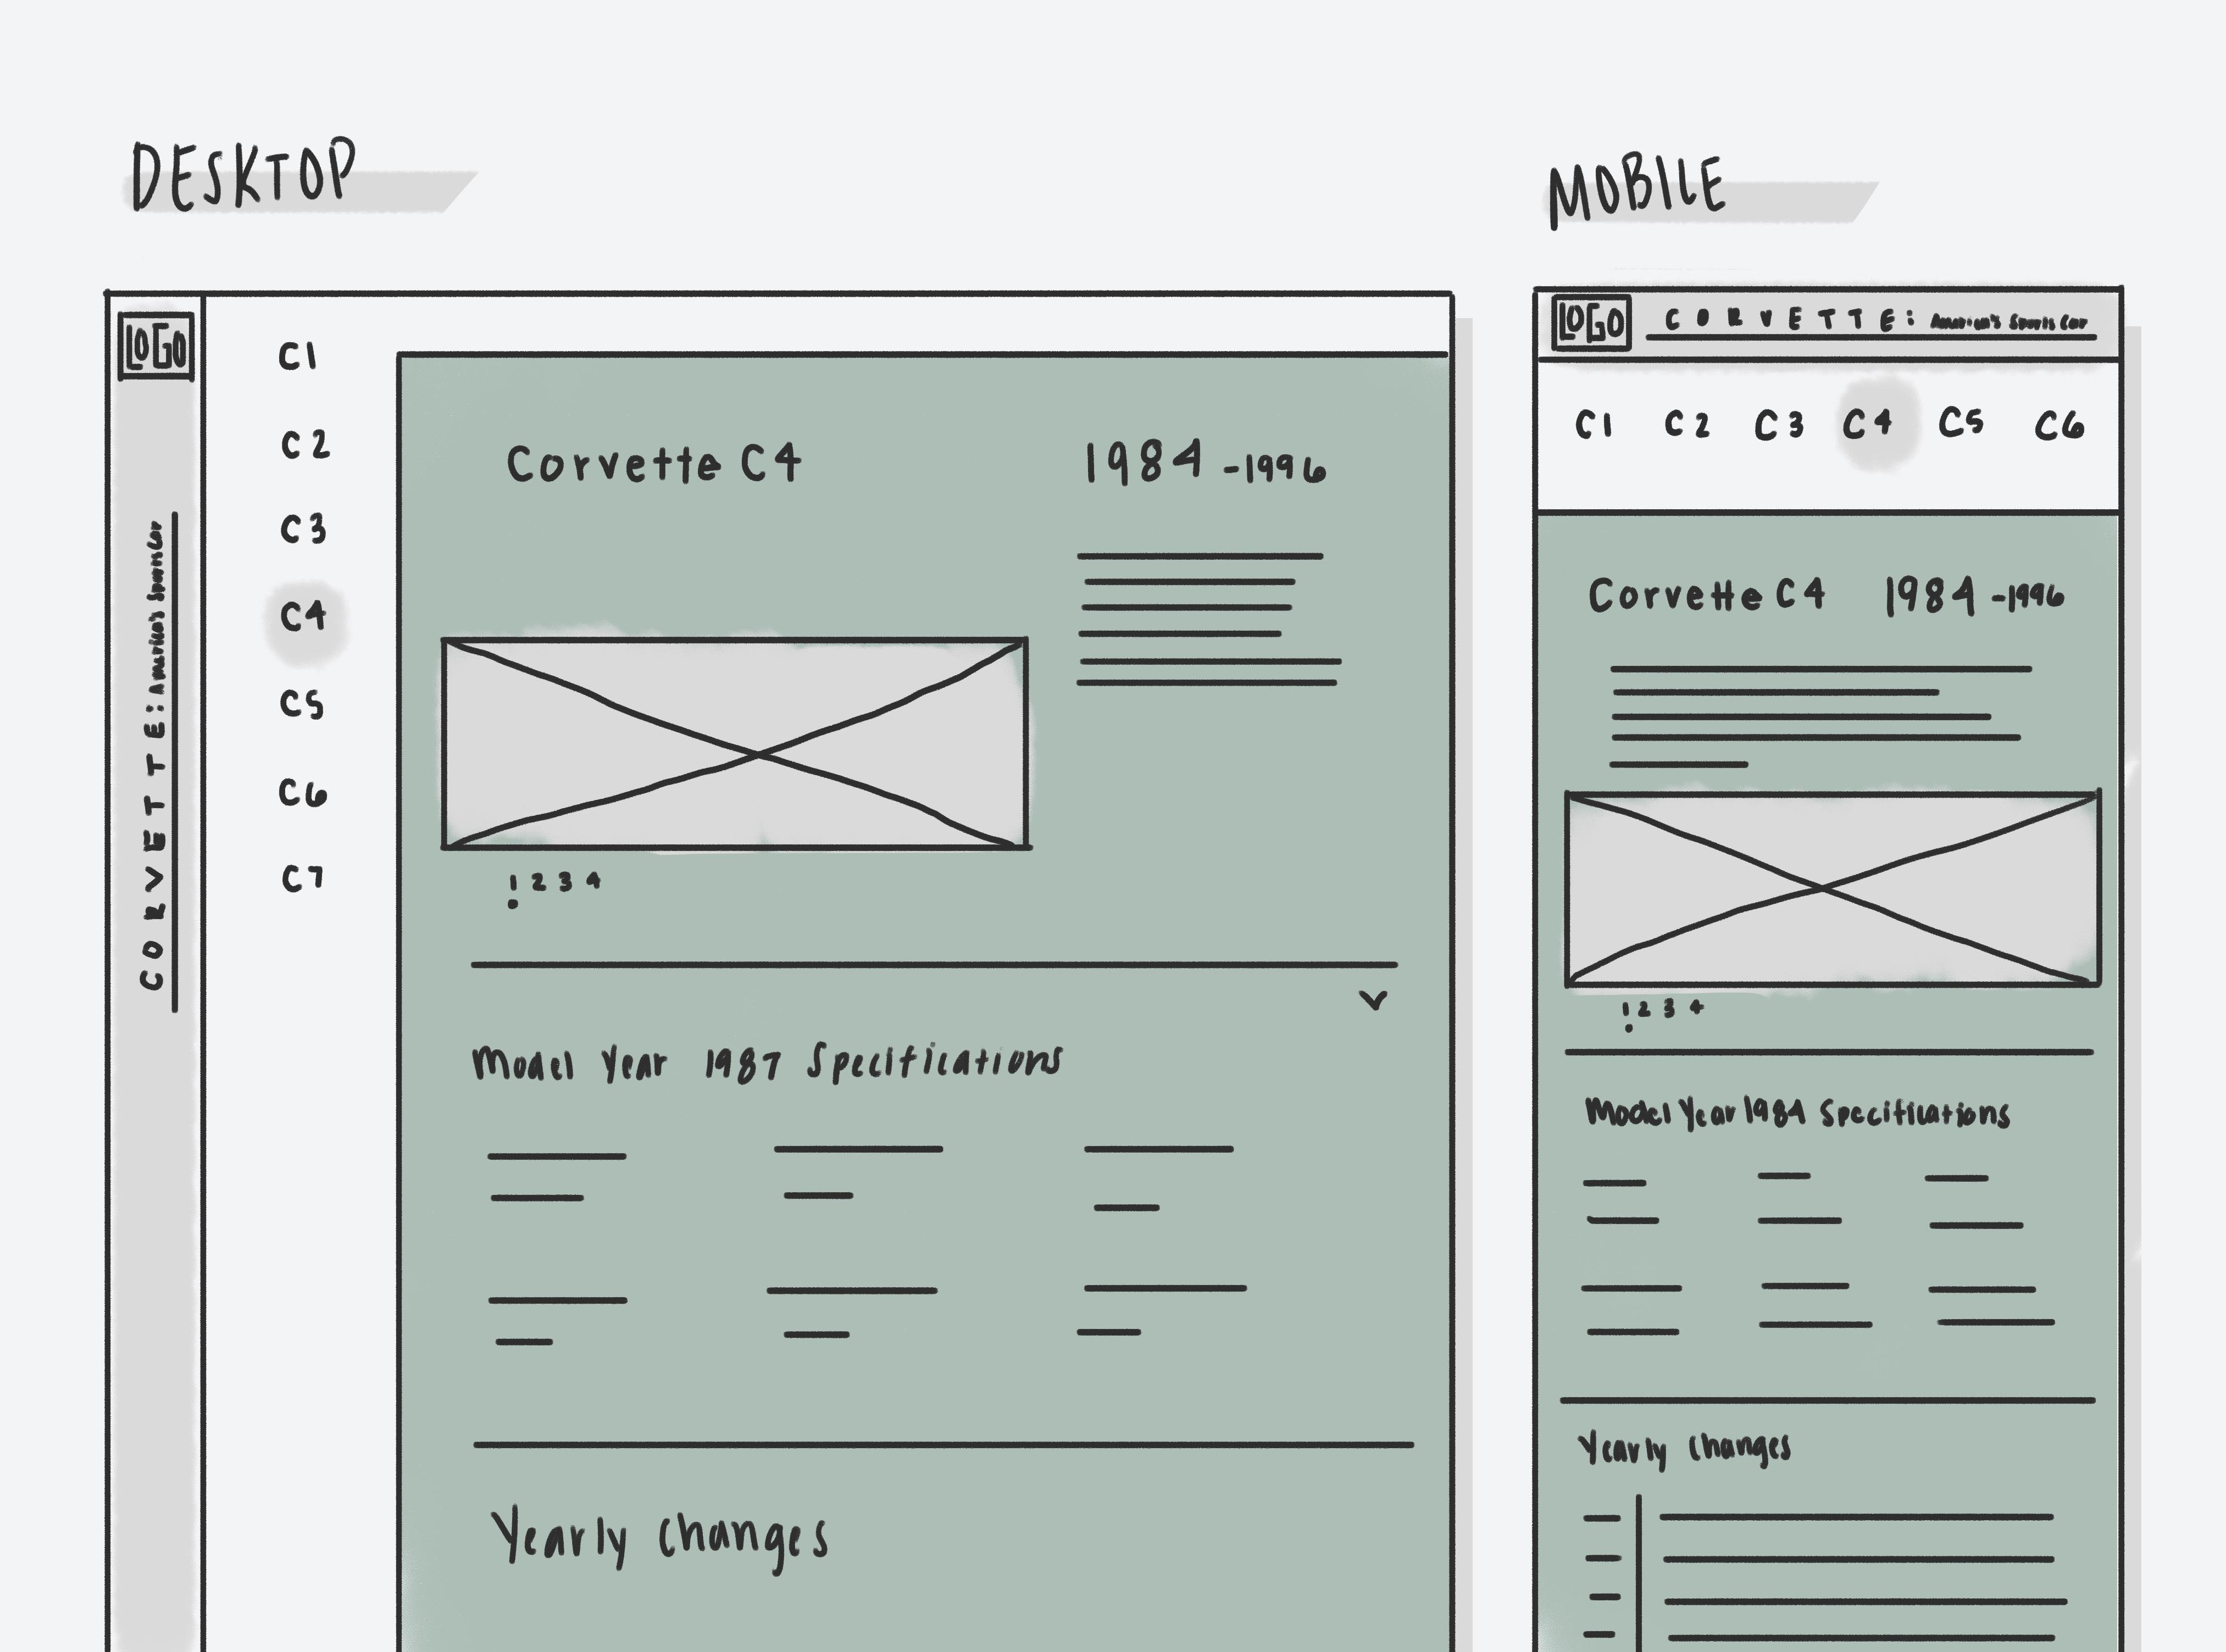 DESKTOP
LOGO
CORVETTE: America's Sports Car
C1
C2
C3
C4
C5
C6
C7
Corvette C4
1984 -1996
1 2 3 4
Model Year 1987 Specifications
Yearly Changes
MOBILE
LOGO
CORVETTE: America's Sports Car
C1 C2 C3 C4 C5 C6
Corvette C4 1984 -1996
1 2 3 4
Model Year 1984 Specifications
Yearly Changes